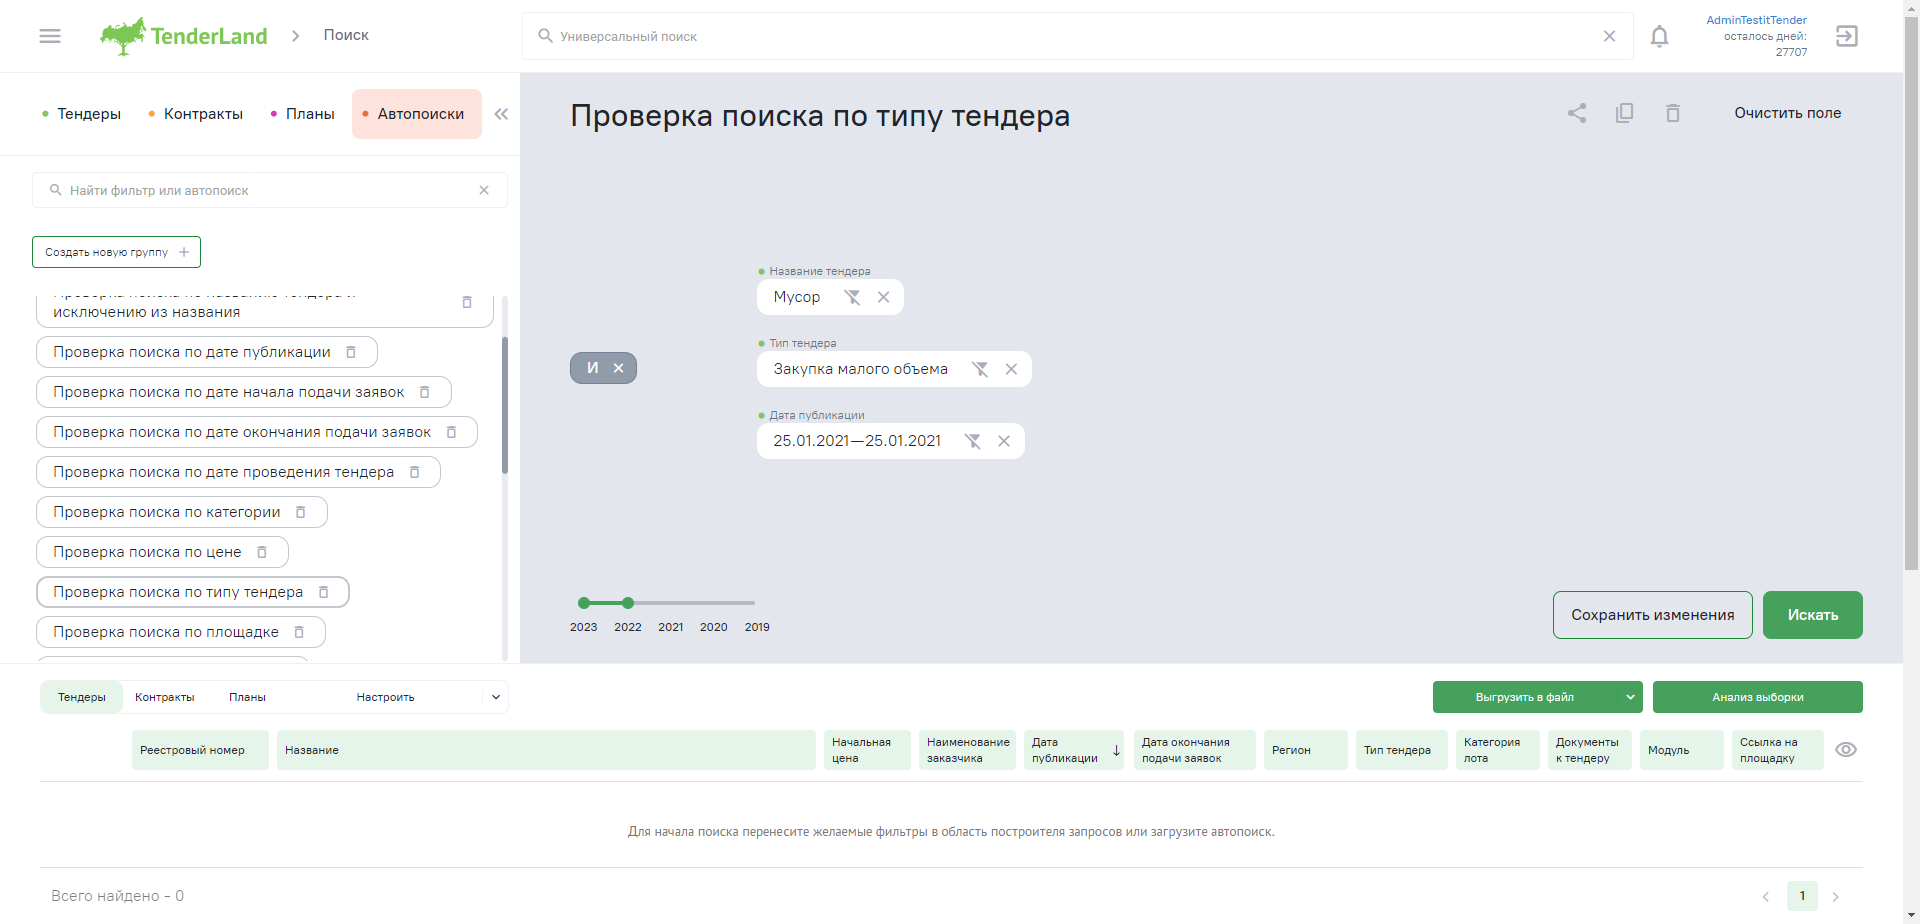 TenderLand
Поиск
Универсальный поиск
AdminTestitTender
осталось дней:
27707
Тендеры
Контракты
Планы
Автопоиски
Найти фильтр или автопоиск
Создать новую группу
Проверка поиска по названию тендера и
исключению из названия
Проверка поиска по дате публикации
Проверка поиска по дате начала подачи заявок
Проверка поиска по дате окончания подачи заявок
Проверка поиска по дате проведения тендера
Проверка поиска по категории
Проверка поиска по цене
Проверка поиска по типу тендера
Проверка поиска по площадке
Проверка поиска по типу тендера
Очистить поле
Название тендера
Мусор
И
Тип тендера
Закупка малого объема
Дата публикации
25.01.2021—25.01.2021
2023 2022 2021 2020 2019
Сохранить изменения
Искать
Тендеры Контракты Планы Настроить
Выгрузить в файл
Анализ выборки
Реестровый номер
Название
Начальная
цена
Наименование
заказчика
Дата
публикации
Дата окончания
подачи заявок
Регион
Тип тендера
Категория
лота
Документы
к тендеру
Модуль
Ссылка на
площадку
Для начала поиска перенесите желаемые фильтры в область построителя запросов или загрузите автопоиск.
Всего найдено - 0
1